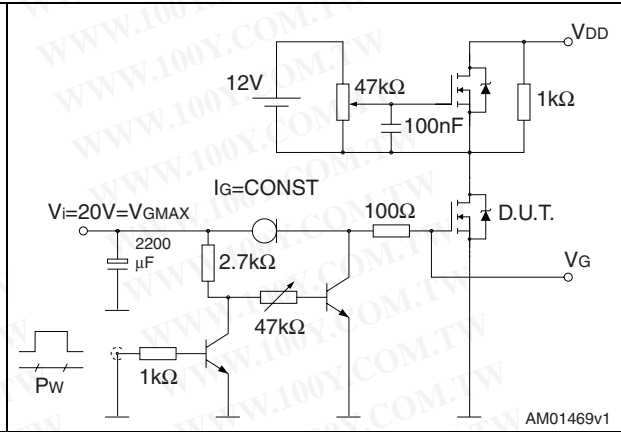 VDD
12V
47kΩ
1kΩ
100nF
IG=CONST
Vi=20V=VGMAX
100Ω
D.U.T.
2200
μF
2.7kΩ
VG
47kΩ
PW
1kΩ
AM01469v1
WWW.100Y.COM.TW